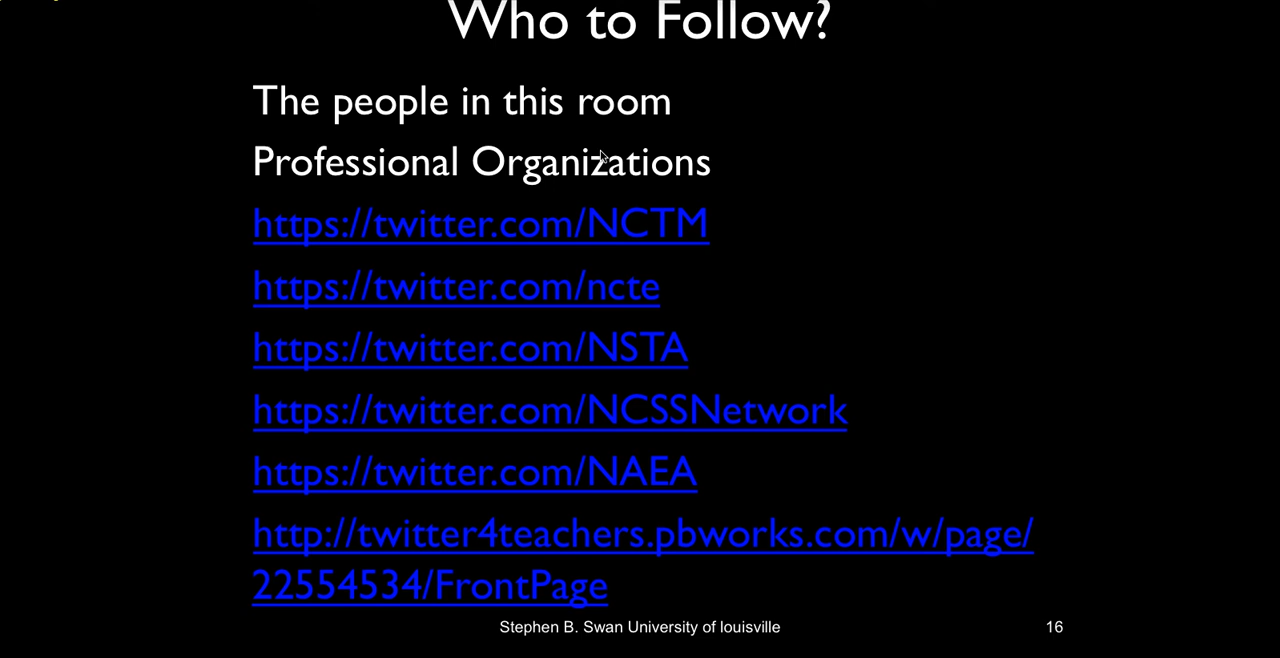 Who to Follow?
The people in this room
Professional Organizations
https://twitter.com/NCTM
https://twitter.com/ncte
https://twitter.com/NSTA
https://twitter.com/NCSSNetwork
https://twitter.com/NAEA
http://twitter4teachers.pbworks.com/w/page/
22554534/FrontPage
Stephen B. Swan University of louisville 16